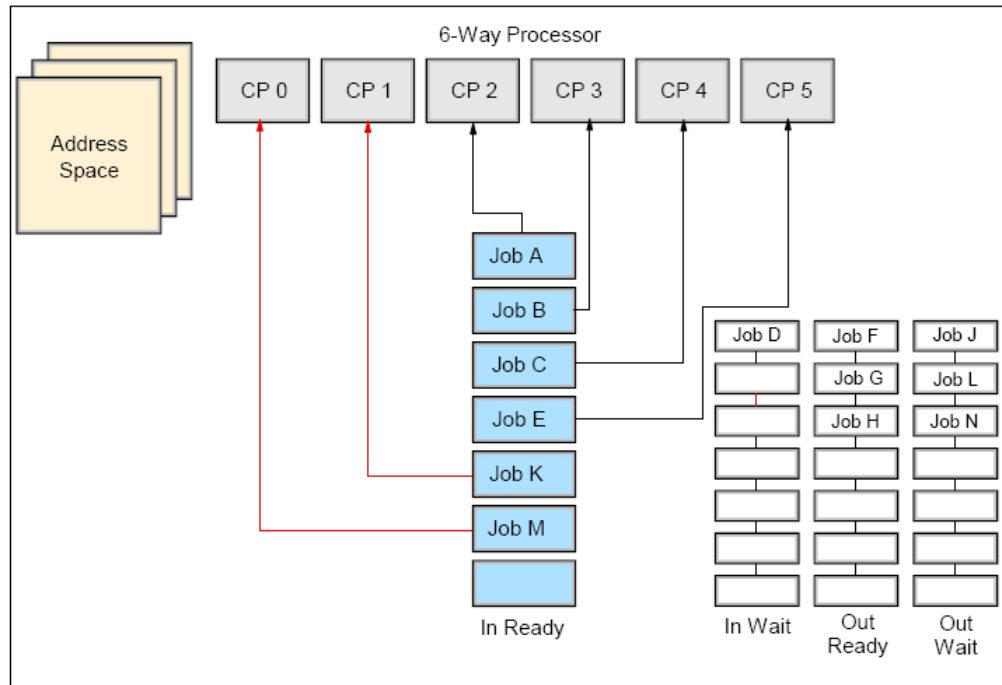 6-Way Processor
CP 0
CP 1
CP 2
CP 3
CP 4
CP 5
Address
Space
Job A
Job B
Job C
Job E
Job K
Job M
In Ready
Job D
In Wait
Job F
Job G
Job H
Out
Ready
Job J
Job L
Job N
Out
Wait